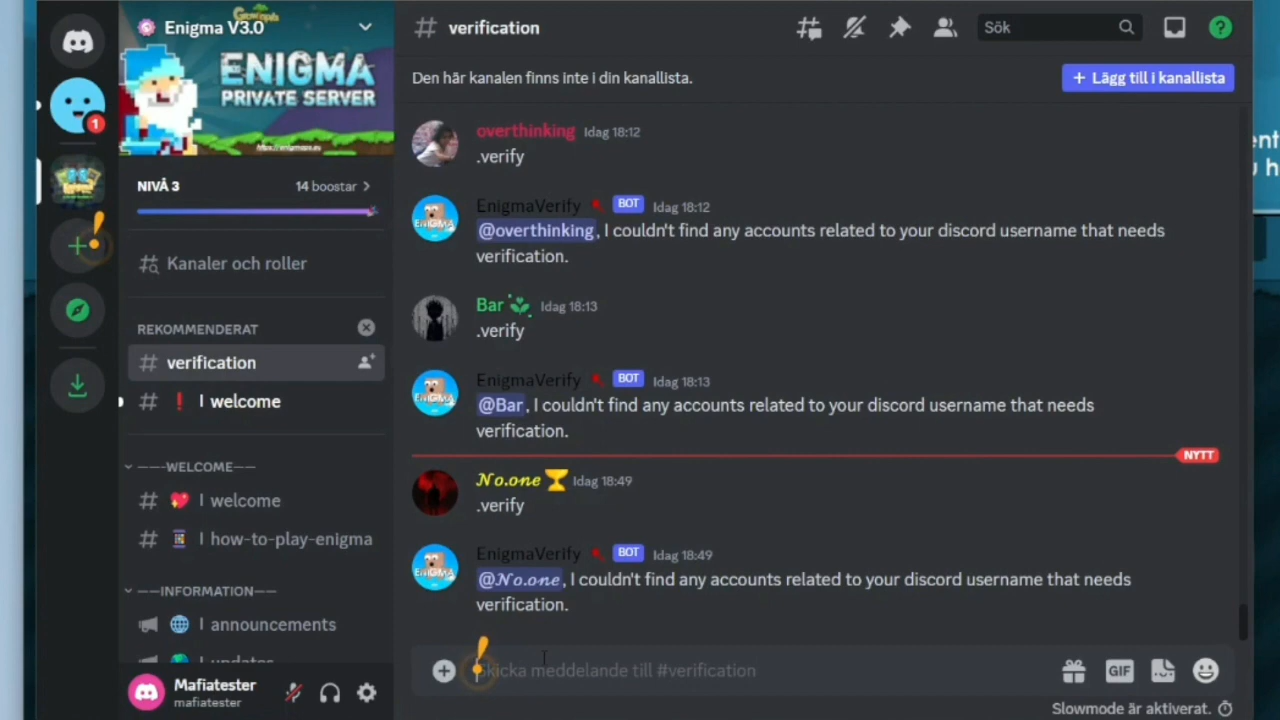 Enigma V3.0
Growtopia
ENIGMA
PRIVATE SERVER
NIVÅ 3
14 boostar
Kanaler och roller
REKOMMENDERAT
verification
I welcome
——-WELCOME——
I welcome
I how-to-play-enigma
——INFORMATION——
I announcements
I updates
Mafiatester
mafiatester
1
verification
Sök
Den här kanalen finns inte i din kanallista.
+ Lägg till i kanallista
overthinking Idag 18:12
.verify
EnigmaVerify BOT Idag 18:12
@overthinking, I couldn't find any accounts related to your discord username that needs
verification.
Bar Idag 18:13
.verify
EnigmaVerify BOT Idag 18:13
@Bar, I couldn't find any accounts related to your discord username that needs
verification.
NYTT
𝓝𝓸.𝓸𝓷𝓮 Idag 18:49
.verify
EnigmaVerify BOT Idag 18:49
@𝓝𝓸.𝓸𝓷𝓮, I couldn't find any accounts related to your discord username that needs
verification.
Skicka meddelande till #verification
GIF
Slowmode är aktiverat.